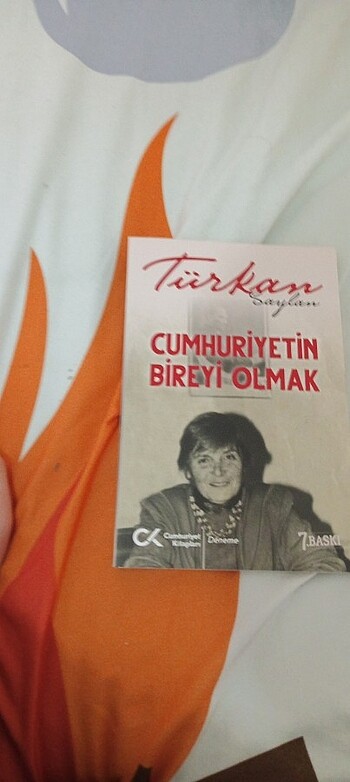 Türkan
Saylan
CUMHURİYETİN
BİREYİ OLMAK
CK Cumhuriyet
Kitapları
Deneme
7. BASKI